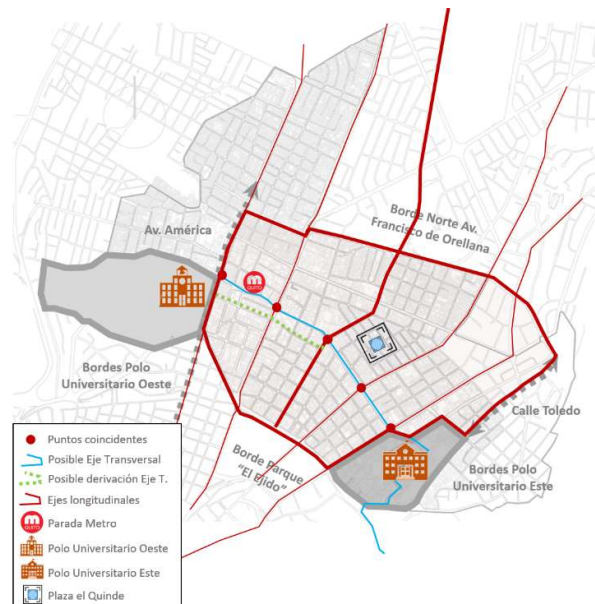 Borde Norte Av.
Francisco de Orellana
Av. América
m
QUITO
Bordes Polo
Universitario Oeste
Calle Toledo
Borde Parque
"El Ejido"
Bordes Polo
Universitario Este
Puntos coincidentes
Posible Eje Transversal
Posible derivación Eje T.
Ejes longitudinales
m
QUITO
Parada Metro
Polo Universitario Oeste
Polo Universitario Este
Plaza el Quinde